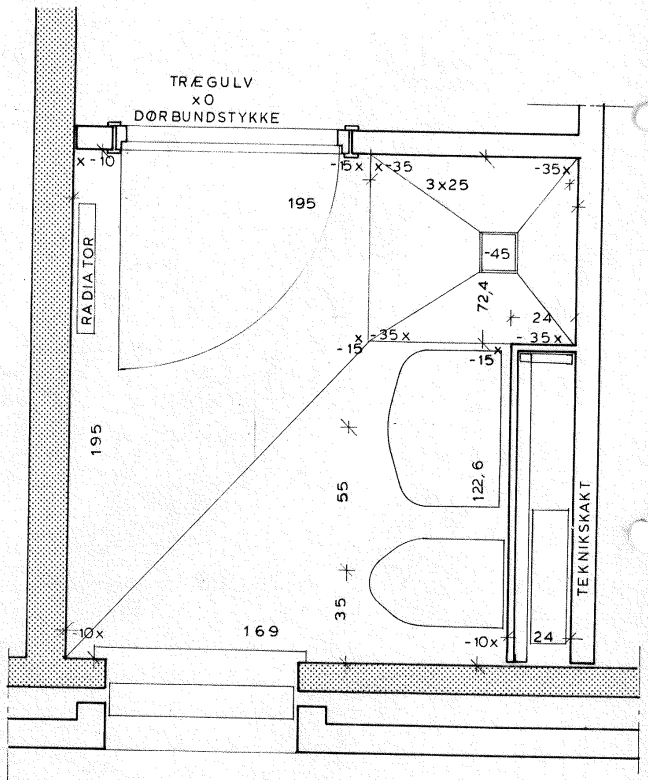 TRÆGULV
x0
DØRBUNDSTYKKE
x -10
-15x x-35
-35x
3x25
195
RADIATOR
-45
72,4
24
x -35x
-15
- 35x
-15x
195
55
122,6
TEKNIKSKAKT
35
-10x
169
-10x
24